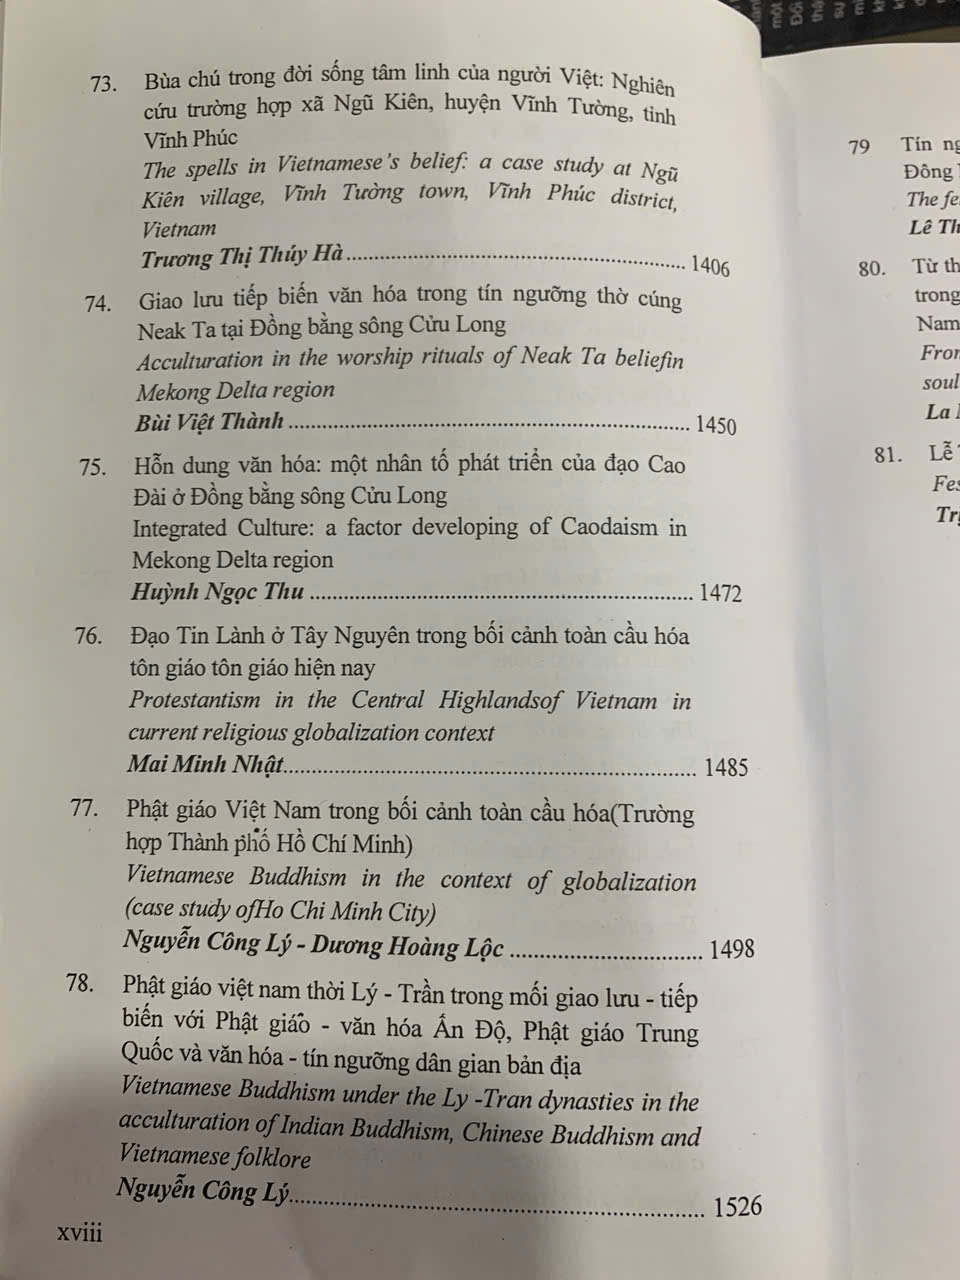 73. Bùa chú trong đời sống tâm linh của người Việt: Nghiên
cứu trường hợp xã Ngũ Kiên, huyện Vĩnh Tường, tỉnh
Vĩnh Phúc
The spells in Vietnamese's belief: a case study at Ngũ
Kiên village, Vĩnh Tường town, Vĩnh Phúc district,
Vietnam
Trương Thị Thúy Hà........................................................ 1406
74. Giao lưu tiếp biến văn hóa trong tín ngưỡng thờ cúng
Neak Ta tại Đồng bằng sông Cửu Long
Acculturation in the worship rituals of Neak Ta beliefin
Mekong Delta region
Bùi Việt Thành ................................................................ 1450
75. Hỗn dung văn hóa: một nhân tố phát triển của đạo Cao
Đài ở Đồng bằng sông Cửu Long
Integrated Culture: a factor developing of Caodaism in
Mekong Delta region
Huỳnh Ngọc Thu ............................................................. 1472
76. Đạo Tin Lành ở Tây Nguyên trong bối cảnh toàn cầu hóa
tôn giáo tôn giáo hiện nay
Protestantism in the Central Highlandsof Vietnam in
current religious globalization context
Mai Minh Nhật................................................................. 1485
77. Phật giáo Việt Nam trong bối cảnh toàn cầu hóa(Trường
hợp Thành phố Hồ Chí Minh)
Vietnamese Buddhism in the context of globalization
(case study ofHo Chi Minh City)
Nguyễn Công Lý - Dương Hoàng Lộc ............................... 1498
78. Phật giáo việt nam thời Lý - Trần trong mối giao lưu - tiếp
biến với Phật giáo - văn hóa Ấn Độ, Phật giáo Trung
Quốc và văn hóa - tín ngưỡng dân gian bản địa
Vietnamese Buddhism under the Ly -Tran dynasties in the
acculturation of Indian Buddhism, Chinese Buddhism and
Vietnamese folklore
Nguyễn Công Lý................................................................ 1526
xviii
79 Tín
Đông
The
Lê
80. Từ
trong
Nam
soul
La
81. Lễ